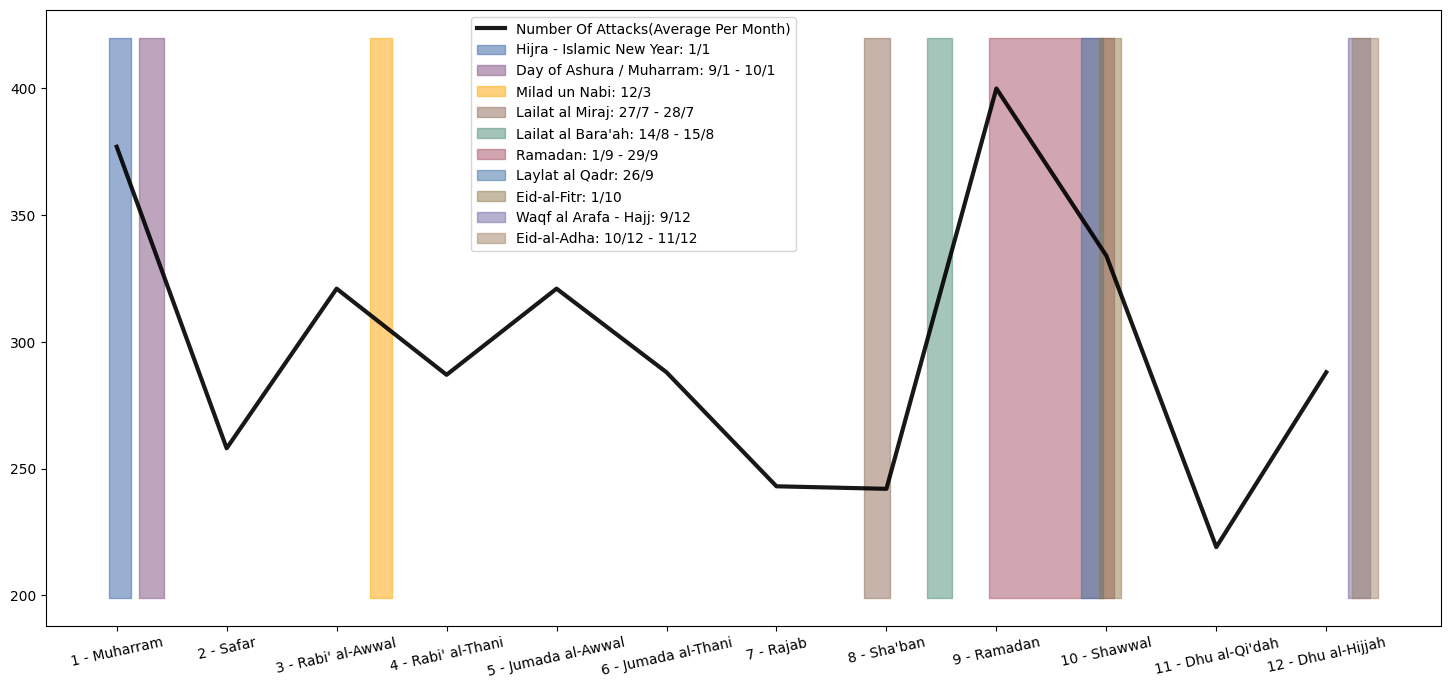 Number Of Attacks(Average Per Month)
Hijra - Islamic New Year: 1/1
Day of Ashura / Muharram: 9/1 - 10/1
Milad un Nabi: 12/3
Lailat al Miraj: 27/7 - 28/7
Lailat al Bara'ah: 14/8 - 15/8
Ramadan: 1/9 - 29/9
Laylat al Qadr: 26/9
Eid-al-Fitr: 1/10
Waqf al Arafa - Hajj: 9/12
Eid-al-Adha: 10/12 - 11/12
400
350
300
250
200
1 - Muharram
2 - Safar
3 - Rabi' al-Awwal
4 - Rabi' al-Thani
5 - Jumada al-Awwal
6 - Jumada al-Thani
7 - Rajab
8 - Sha'ban
9 - Ramadan
10 - Shawwal
11 - Dhu al-Qi'dah
12 - Dhu al-Hijjah